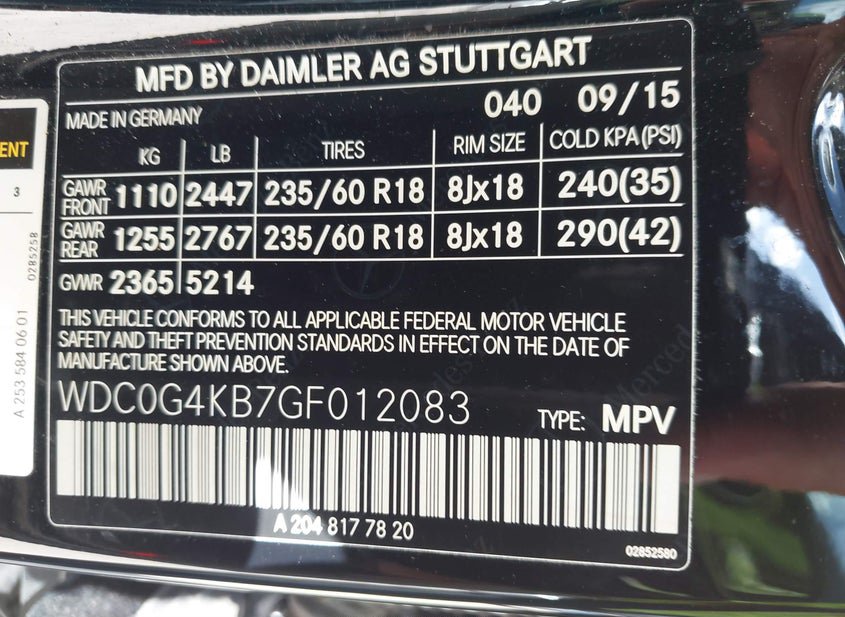 MFD BY DAIMLER AG STUTTGART
MADE IN GERMANY 040 09/15
KG LB TIRES RIM SIZE COLD KPA(PSI)
GAWR FRONT 1110 2447 235/60 R18 8Jx18 240(35)
GAWR REAR 1255 2767 235/60 R18 8Jx18 290(42)
GVWR 2365 5214
THIS VEHICLE CONFORMS TO ALL APPLICABLE FEDERAL MOTOR VEHICLE
SAFETY AND THEFT PREVENTION STANDARDS IN EFFECT ON THE DATE OF
MANUFACTURE SHOWN ABOVE.
WDC0G4KB7GF012083 TYPE: MPV
A 204 817 78 20
02852580
ENT
3
0285258
A 253 584 06 01